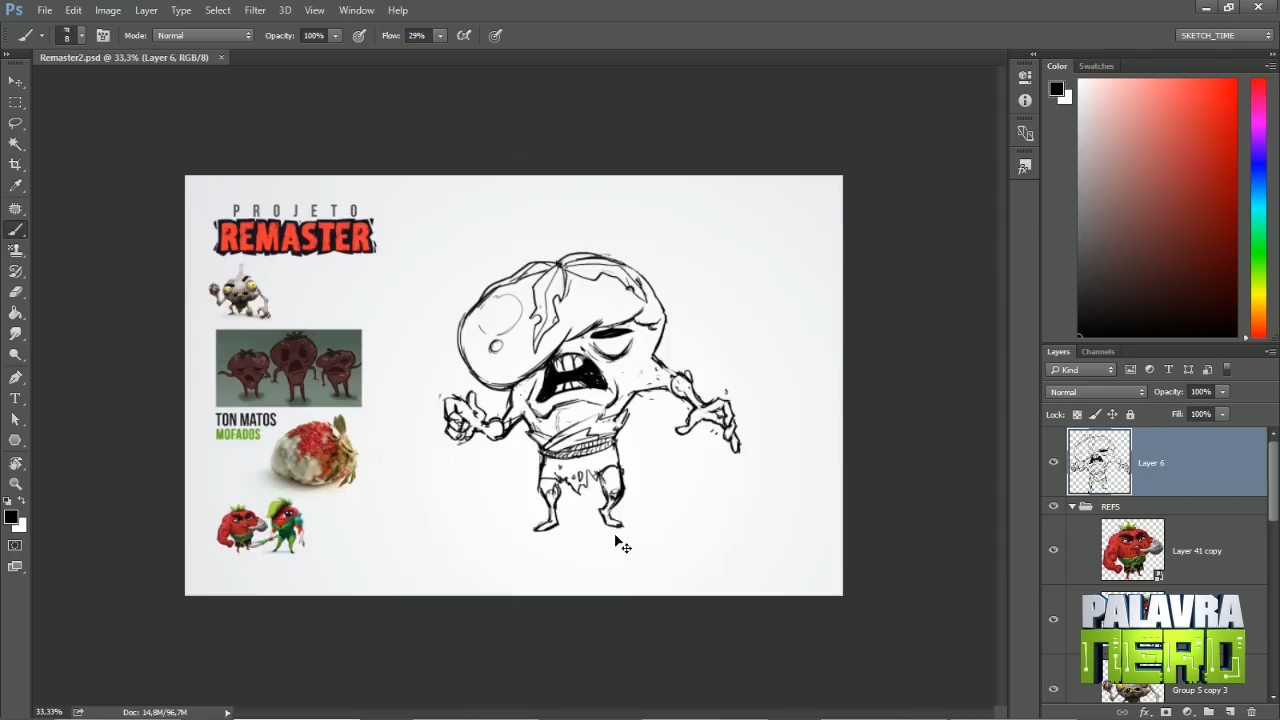 Ps File Edit Image Layer Type Select Filter 3D View Window Help
8 Mode: Normal Opacity: 100% Flow: 29% SKETCH_TIME
Remaster2.psd @ 33,3% (Layer 6, RGB/8) ×
Color Swatches
PROJETO
REMASTER
TON MATOS
MOFADOS
Layers Channels
Kind
Normal Opacity: 100%
Lock: Fill: 100%
Layer 6
REFS
Layer 41 copy
PALAVRA
NERD
Group 5 copy 3
33,33% Doc: 14,8M/96,7M